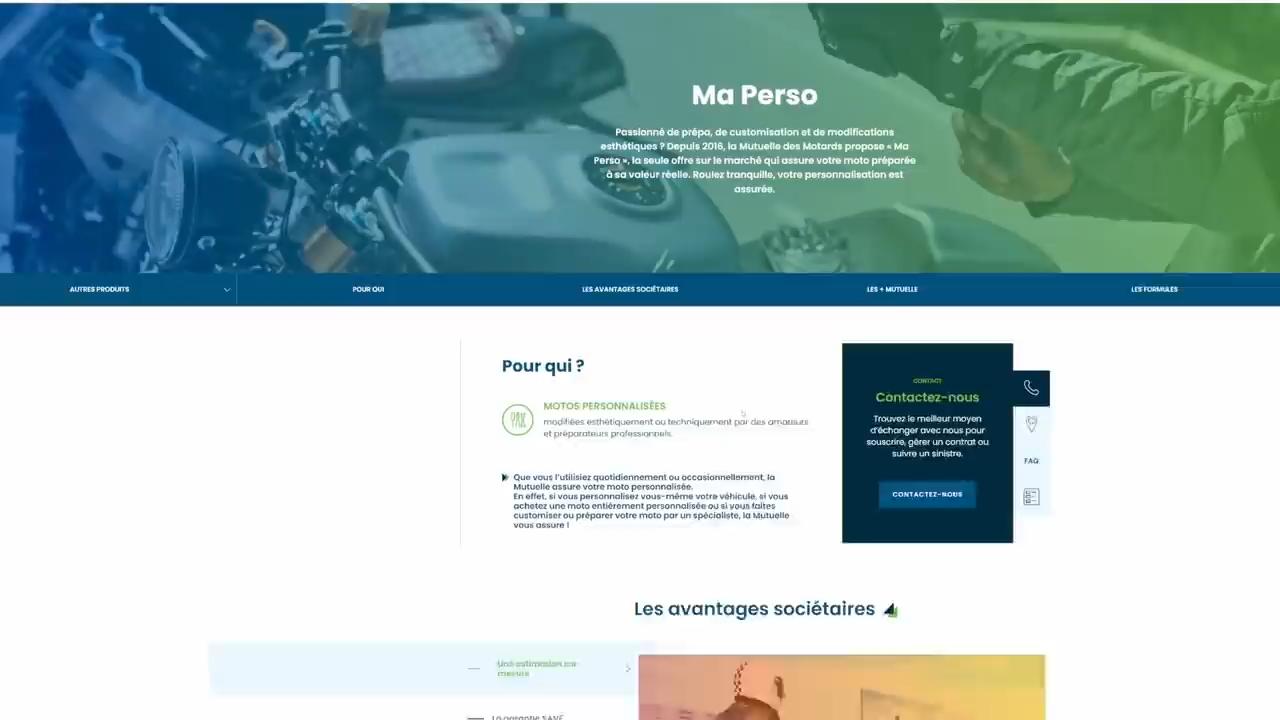 Ma Perso
Passionné de prépa, de customisation et de modifications
esthétiques ? Depuis 2016, la Mutuelle des Motards propose « Ma
Perso », la seule offre sur le marché qui assure votre moto préparée
à sa valeur réelle. Roulez tranquille, votre personnalisation est
assurée.
AUTRES PRODUITS
POUR QUI
LES AVANTAGES SOCIÉTAIRES
LES + MUTUELLE
LES FORMULES
Pour qui ?
MOTOS PERSONNALISÉES
modifiées esthétiquement ou techniquement par des amateurs
et préparateurs professionnels.
Que vous l'utilisiez quotidiennement ou occasionnellement, la
Mutuelle assure votre moto personnalisée.
En effet, si vous personnalisez vous-même votre véhicule, si vous
achetez une moto entièrement personnalisée ou si vous faites
customiser ou préparer votre moto par un spécialiste, la Mutuelle
vous assure !
CONTACT
Contactez-nous
Trouvez le meilleur moyen
d'échanger avec nous pour
souscrire, gérer un contrat ou
suivre un sinistre.
CONTACTEZ-NOUS
FAQ
Les avantages sociétaires
Une estimation sur
mesure
La garantie SAVE